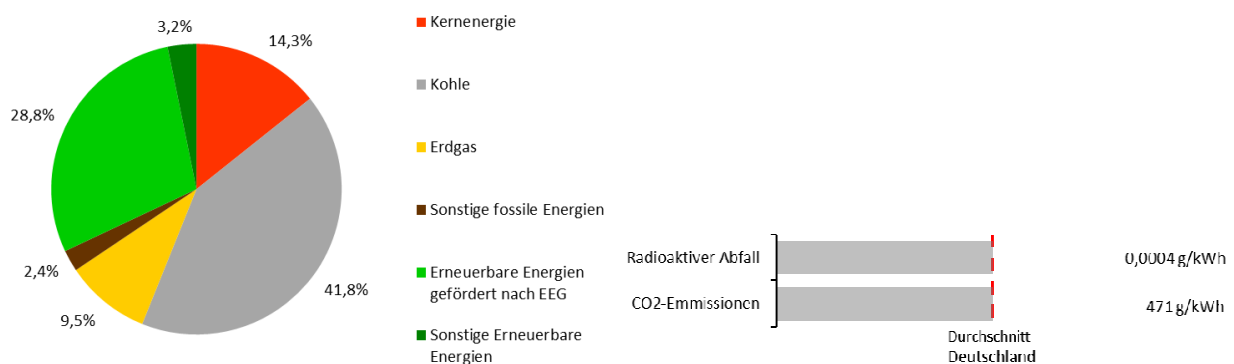 3,2%
14,3%
28,8%
2,4%
9,5%
41,8%
Kernenergie
Kohle
Erdgas
Sonstige fossile Energien
Erneuerbare Energien
gefördert nach EEG
Sonstige Erneuerbare
Energien
Radioaktiver Abfall
0,0004 g/kWh
CO2-Emmissionen
471 g/kWh
Durchschnitt
Deutschland